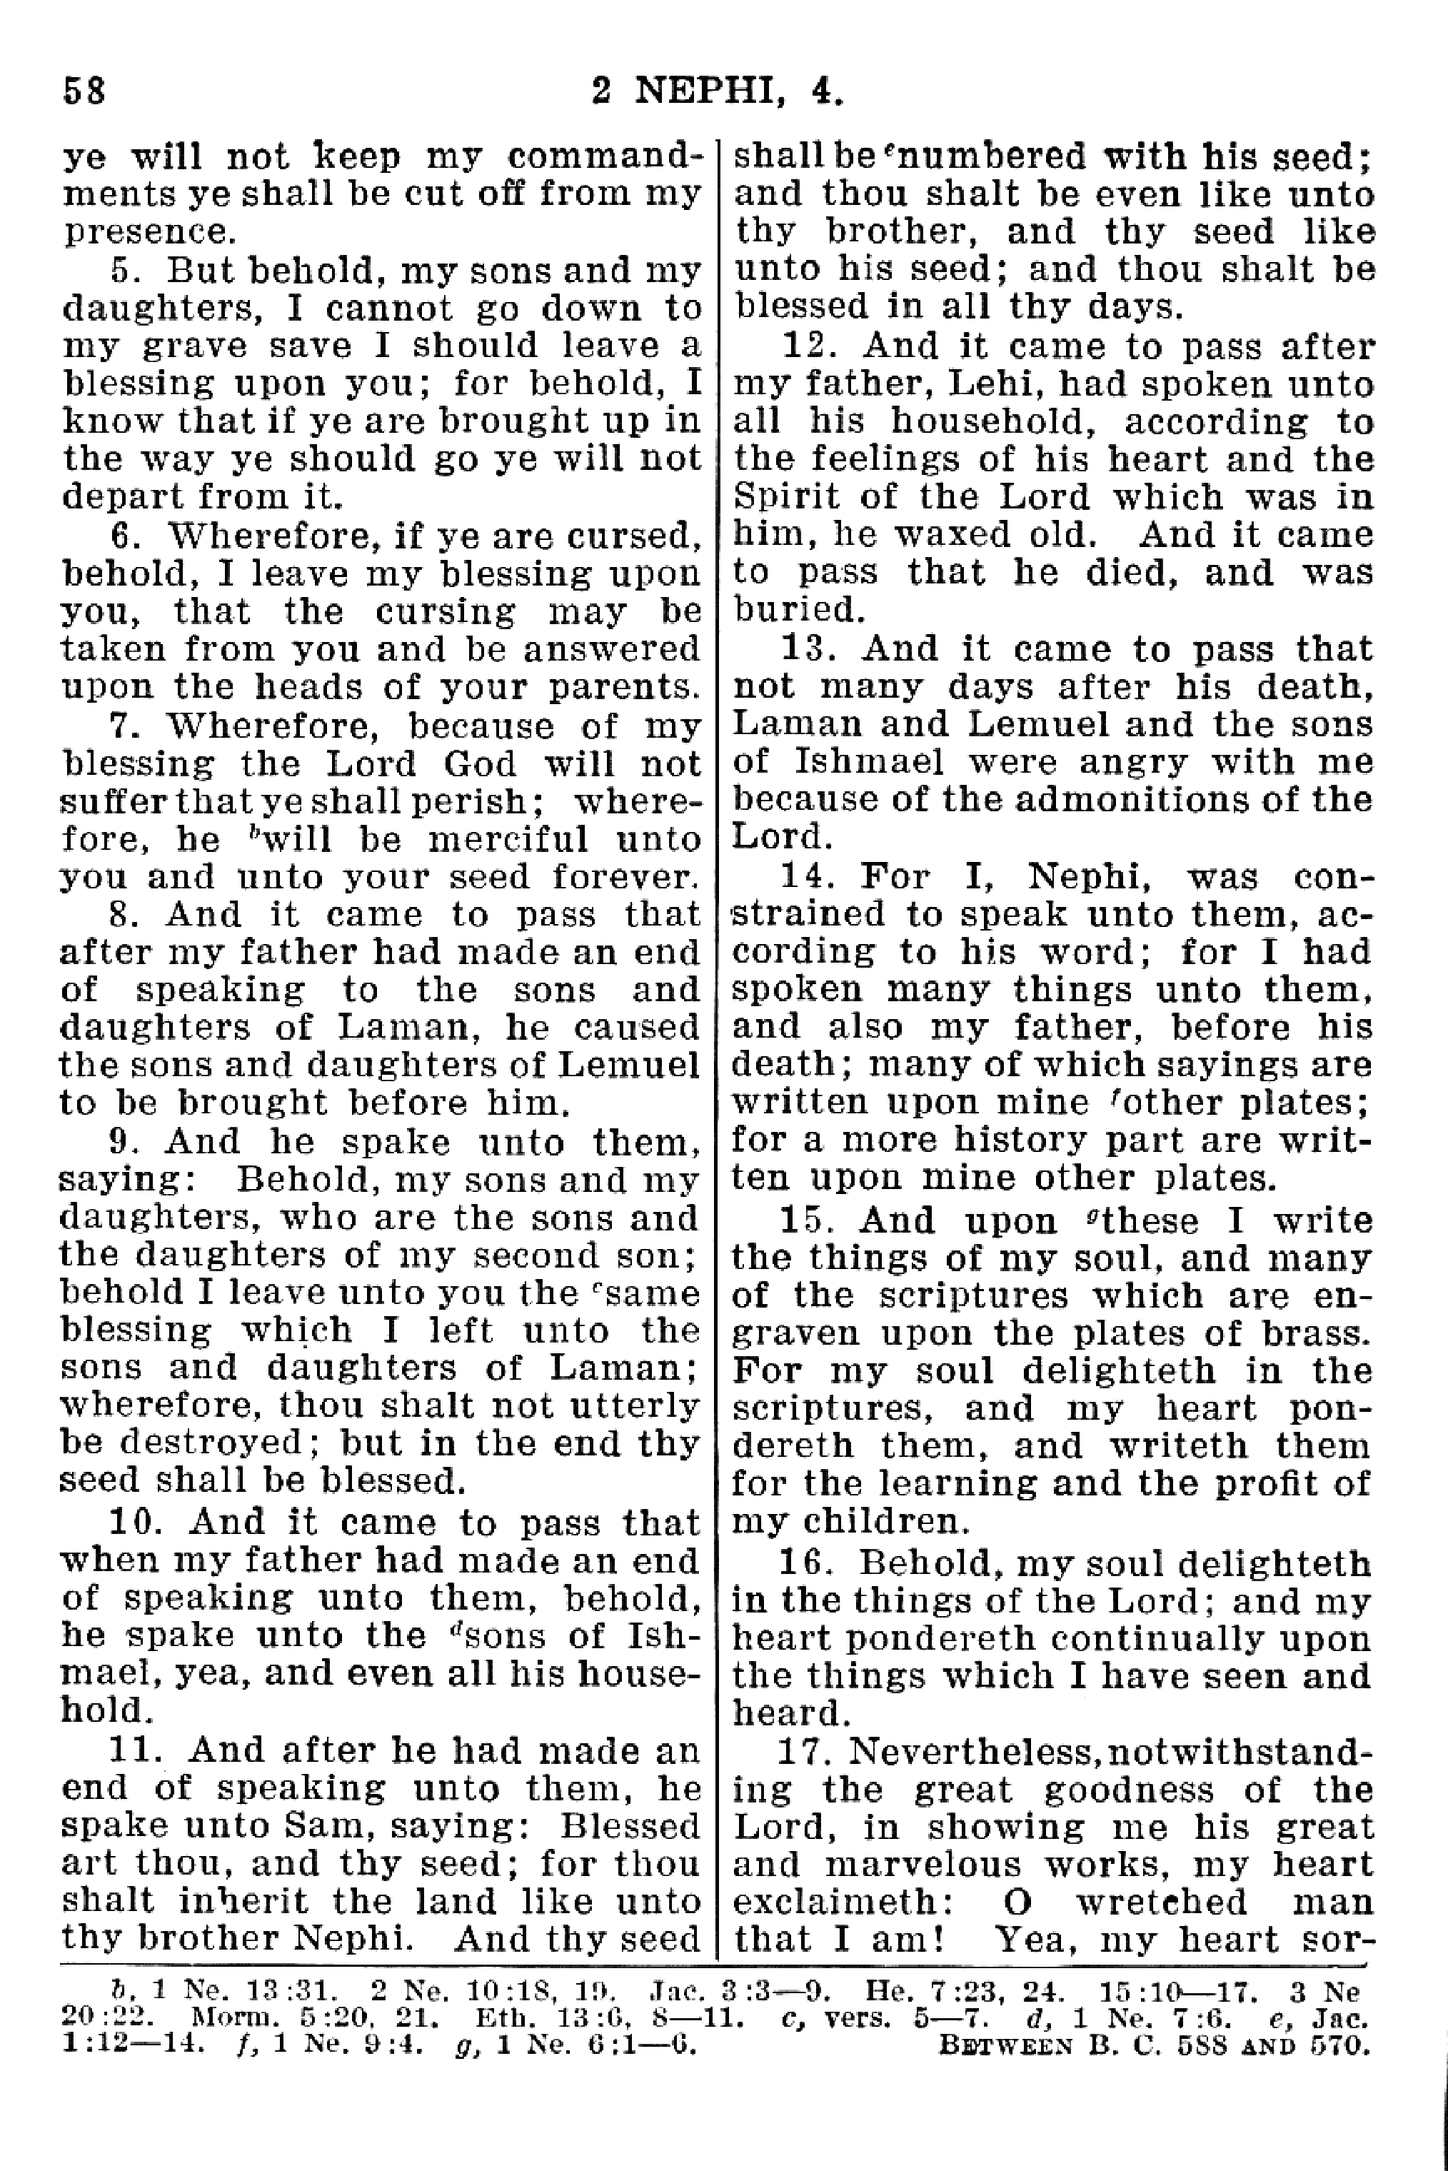 58
2 NEPHI, 4.
ye will not keep my command-
ments ye shall be cut off from my
presence.
5. But behold, my sons and my
daughters, I cannot go down to
my grave save I should leave a
blessing upon you; for behold, I
know that if ye are brought up in
the way ye should go ye will not
depart from it.
6. Wherefore, if ye are cursed,
behold, I leave my blessing upon
you, that the cursing may be
taken from you and be answered
upon the heads of your parents.
7. Wherefore, because of my
blessing the Lord God will not
suffer that ye shall perish; where-
fore, he bwill be merciful unto
you and unto your seed forever.
8. And it came to pass that
after my father had made an end
of speaking to the sons and
daughters of Laman, he caused
the sons and daughters of Lemuel
to be brought before him.
9. And he spake unto them,
saying: Behold, my sons and my
daughters, who are the sons and
the daughters of my second son;
behold I leave unto you the csame
blessing which I left unto the
sons and daughters of Laman;
wherefore, thou shalt not utterly
be destroyed; but in the end thy
seed shall be blessed.
10. And it came to pass that
when my father had made an end
of speaking unto them, behold,
he spake unto the dsons of Ish-
mael, yea, and even all his house-
hold.
11. And after he had made an
end of speaking unto them, he
spake unto Sam, saying: Blessed
art thou, and thy seed; for thou
shalt inherit the land like unto
thy brother Nephi. And thy seed
shall be enumbered with his seed;
and thou shalt be even like unto
thy brother, and thy seed like
unto his seed; and thou shalt be
blessed in all thy days.
12. And it came to pass after
my father, Lehi, had spoken unto
all his household, according to
the feelings of his heart and the
Spirit of the Lord which was in
him, he waxed old. And it came
to pass that he died, and was
buried.
13. And it came to pass that
not many days after his death,
Laman and Lemuel and the sons
of Ishmael were angry with me
because of the admonitions of the
Lord.
14. For I, Nephi, was con-
strained to speak unto them, ac-
cording to his word; for I had
spoken many things unto them,
and also my father, before his
death; many of which sayings are
written upon mine fother plates;
for a more history part are writ-
ten upon mine other plates.
15. And upon gthese I write
the things of my soul, and many
of the scriptures which are en-
graven upon the plates of brass.
For my soul delighteth in the
scriptures, and my heart pon-
dereth them, and writeth them
for the learning and the profit of
my children.
16. Behold, my soul delighteth
in the things of the Lord; and my
heart pondereth continually upon
the things which I have seen and
heard.
17. Nevertheless, notwithstand-
ing the great goodness of the
Lord, in showing me his great
and marvelous works, my heart
exclaimeth: O wretched man
that I am! Yea, my heart sor-
b, 1 Ne. 13:31. 2 Ne. 10:18, 19. Jac. 3:3—9. He. 7:23, 24. 15:10—17. 3 Ne
20:22. Morm. 5:20, 21. Eth. 13:6, 8—11. c, vers. 5—7. d, 1 Ne. 7:6. e, Jac.
1:12—14. f, 1 Ne. 9:4. g, 1 Ne. 6:1—6. BETWEEN B. C. 588 AND 570.